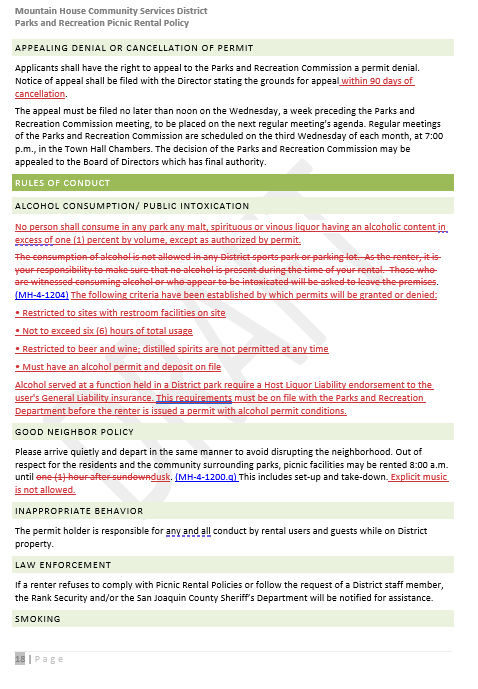 Mountain House Community Services District
Parks and Recreation Picnic Rental Policy
APPEALING DENIAL OR CANCELLATION OF PERMIT
Applicants shall have the right to appeal to the Parks and Recreation Commission a permit denial.
Notice of appeal shall be filed with the Director stating the grounds for appeal within 90 days of
cancellation.
The appeal must be filed no later than noon on the Wednesday, a week preceding the Parks and
Recreation Commission meeting, to be placed on the next regular meeting's agenda. Regular meetings
of the Parks and Recreation Commission are scheduled on the third Wednesday of each month, at 7:00
p.m., in the Town Hall Chambers. The decision of the Parks and Recreation Commission may be
appealed to the Board of Directors which has final authority.
RULES OF CONDUCT
ALCOHOL CONSUMPTION/ PUBLIC INTOXICATION
No person shall consume in any park any malt, spirituous or vinous liquor having an alcoholic content in
excess of one (1) percent by volume, except as authorized by permit.
The consumption of alcohol is not allowed in any District sports park or parking lot. As the renter, it is
your responsibility to make sure that no alcohol is present during the time of your rental. Those who
are witnessed consuming alcohol or who appear to be intoxicated will be asked to leave the premises.
(MH-4-1204) The following criteria have been established by which permits will be granted or denied:
• Restricted to sites with restroom facilities on site
• Not to exceed six (6) hours of total usage
• Restricted to beer and wine; distilled spirits are not permitted at any time
• Must have an alcohol permit and deposit on file
Alcohol served at a function held in a District park require a Host Liquor Liability endorsement to the
user's General Liability insurance. This requirements must be on file with the Parks and Recreation
Department before the renter is issued a permit with alcohol permit conditions.
GOOD NEIGHBOR POLICY
Please arrive quietly and depart in the same manner to avoid disrupting the neighborhood. Out of
respect for the residents and the community surrounding parks, picnic facilities may be rented 8:00 a.m.
until one (1) hour after sundowndusk. (MH-4-1200.q) This includes set-up and take-down. Explicit music
is not allowed.
INAPPROPRIATE BEHAVIOR
The permit holder is responsible for any and all conduct by rental users and guests while on District
property.
LAW ENFORCEMENT
If a renter refuses to comply with Picnic Rental Policies or follow the request of a District staff member,
the Rank Security and/or the San Joaquin County Sheriff's Department will be notified for assistance.
SMOKING
18 | Page
DRAFT